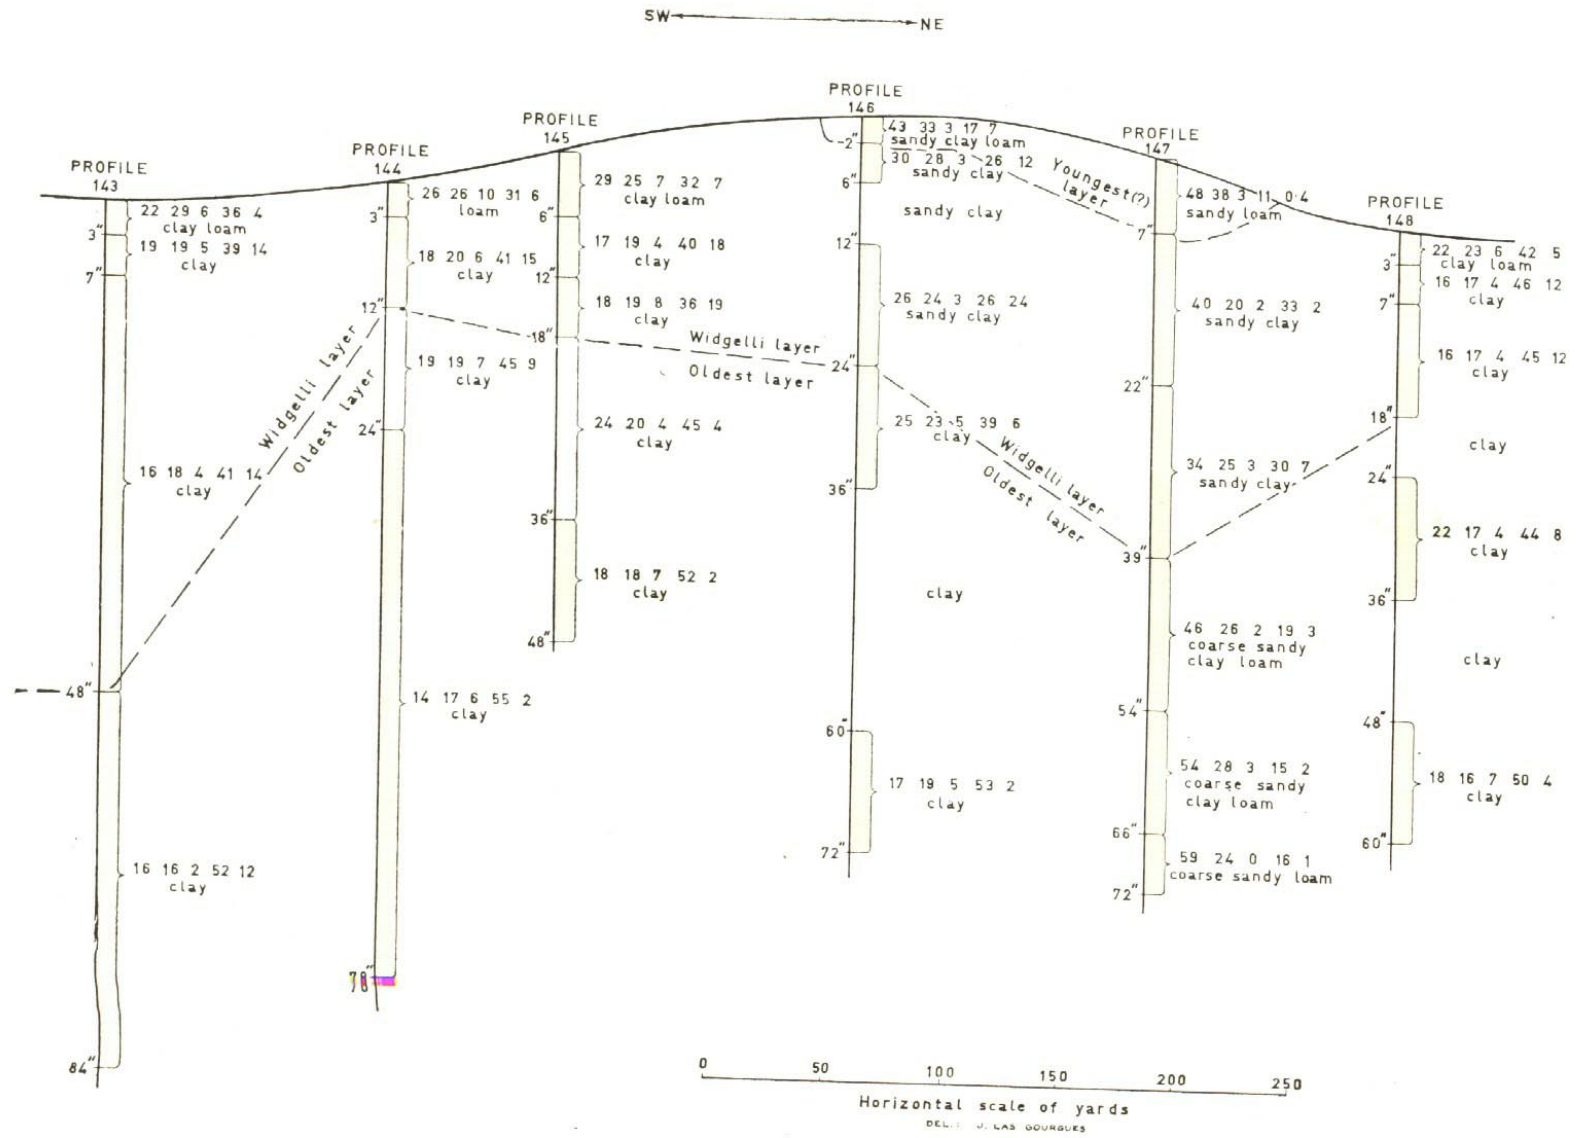 SW NE
PROFILE
143
22 29 6 36 4
clay loam
3"
19 19 5 39 14
clay
7"
16 18 4 41 14
clay
48"
16 16 2 52 12
clay
84"
PROFILE
144
26 26 10 31 6
loam
3"
18 20 6 41 15
clay
12"
19 19 7 45 9
clay
24"
14 17 6 55 2
clay
78"
Widgelli layer
Oldest layer
PROFILE
145
29 25 7 32 7
clay loam
6"
17 19 4 40 18
clay
12"
18 19 8 36 19
clay
18"
24 20 4 45 4
clay
36"
18 18 7 52 2
clay
48"
Widgelli layer
Oldest layer
PROFILE
146
43 33 3 17 7
sandy clay loam
2"
30 28 3 26 12
sandy clay
6"
sandy clay
12"
26 24 3 26 24
sandy clay
24"
25 23 5 39 6
clay
36"
clay
60"
17 19 5 53 2
clay
72"
Youngest(?)
layer
Widgelli layer
Oldest layer
PROFILE
147
48 38 3 11 0·4
sandy loam
7"
40 20 2 33 2
sandy clay
22"
34 25 3 30 7
sandy clay
39"
46 26 2 19 3
coarse sandy
clay loam
54"
54 28 3 15 2
coarse sandy
clay loam
66"
59 24 0 16 1
coarse sandy loam
72"
PROFILE
148
22 23 6 42 5
clay loam
3"
16 17 4 46 12
clay
7"
16 17 4 45 12
clay
18"
clay
24"
22 17 4 44 8
clay
36"
clay
48"
18 16 7 50 4
clay
60"
0 50 100 150 200 250
Horizontal scale of yards
DEL.: J. LAS GOURGUES